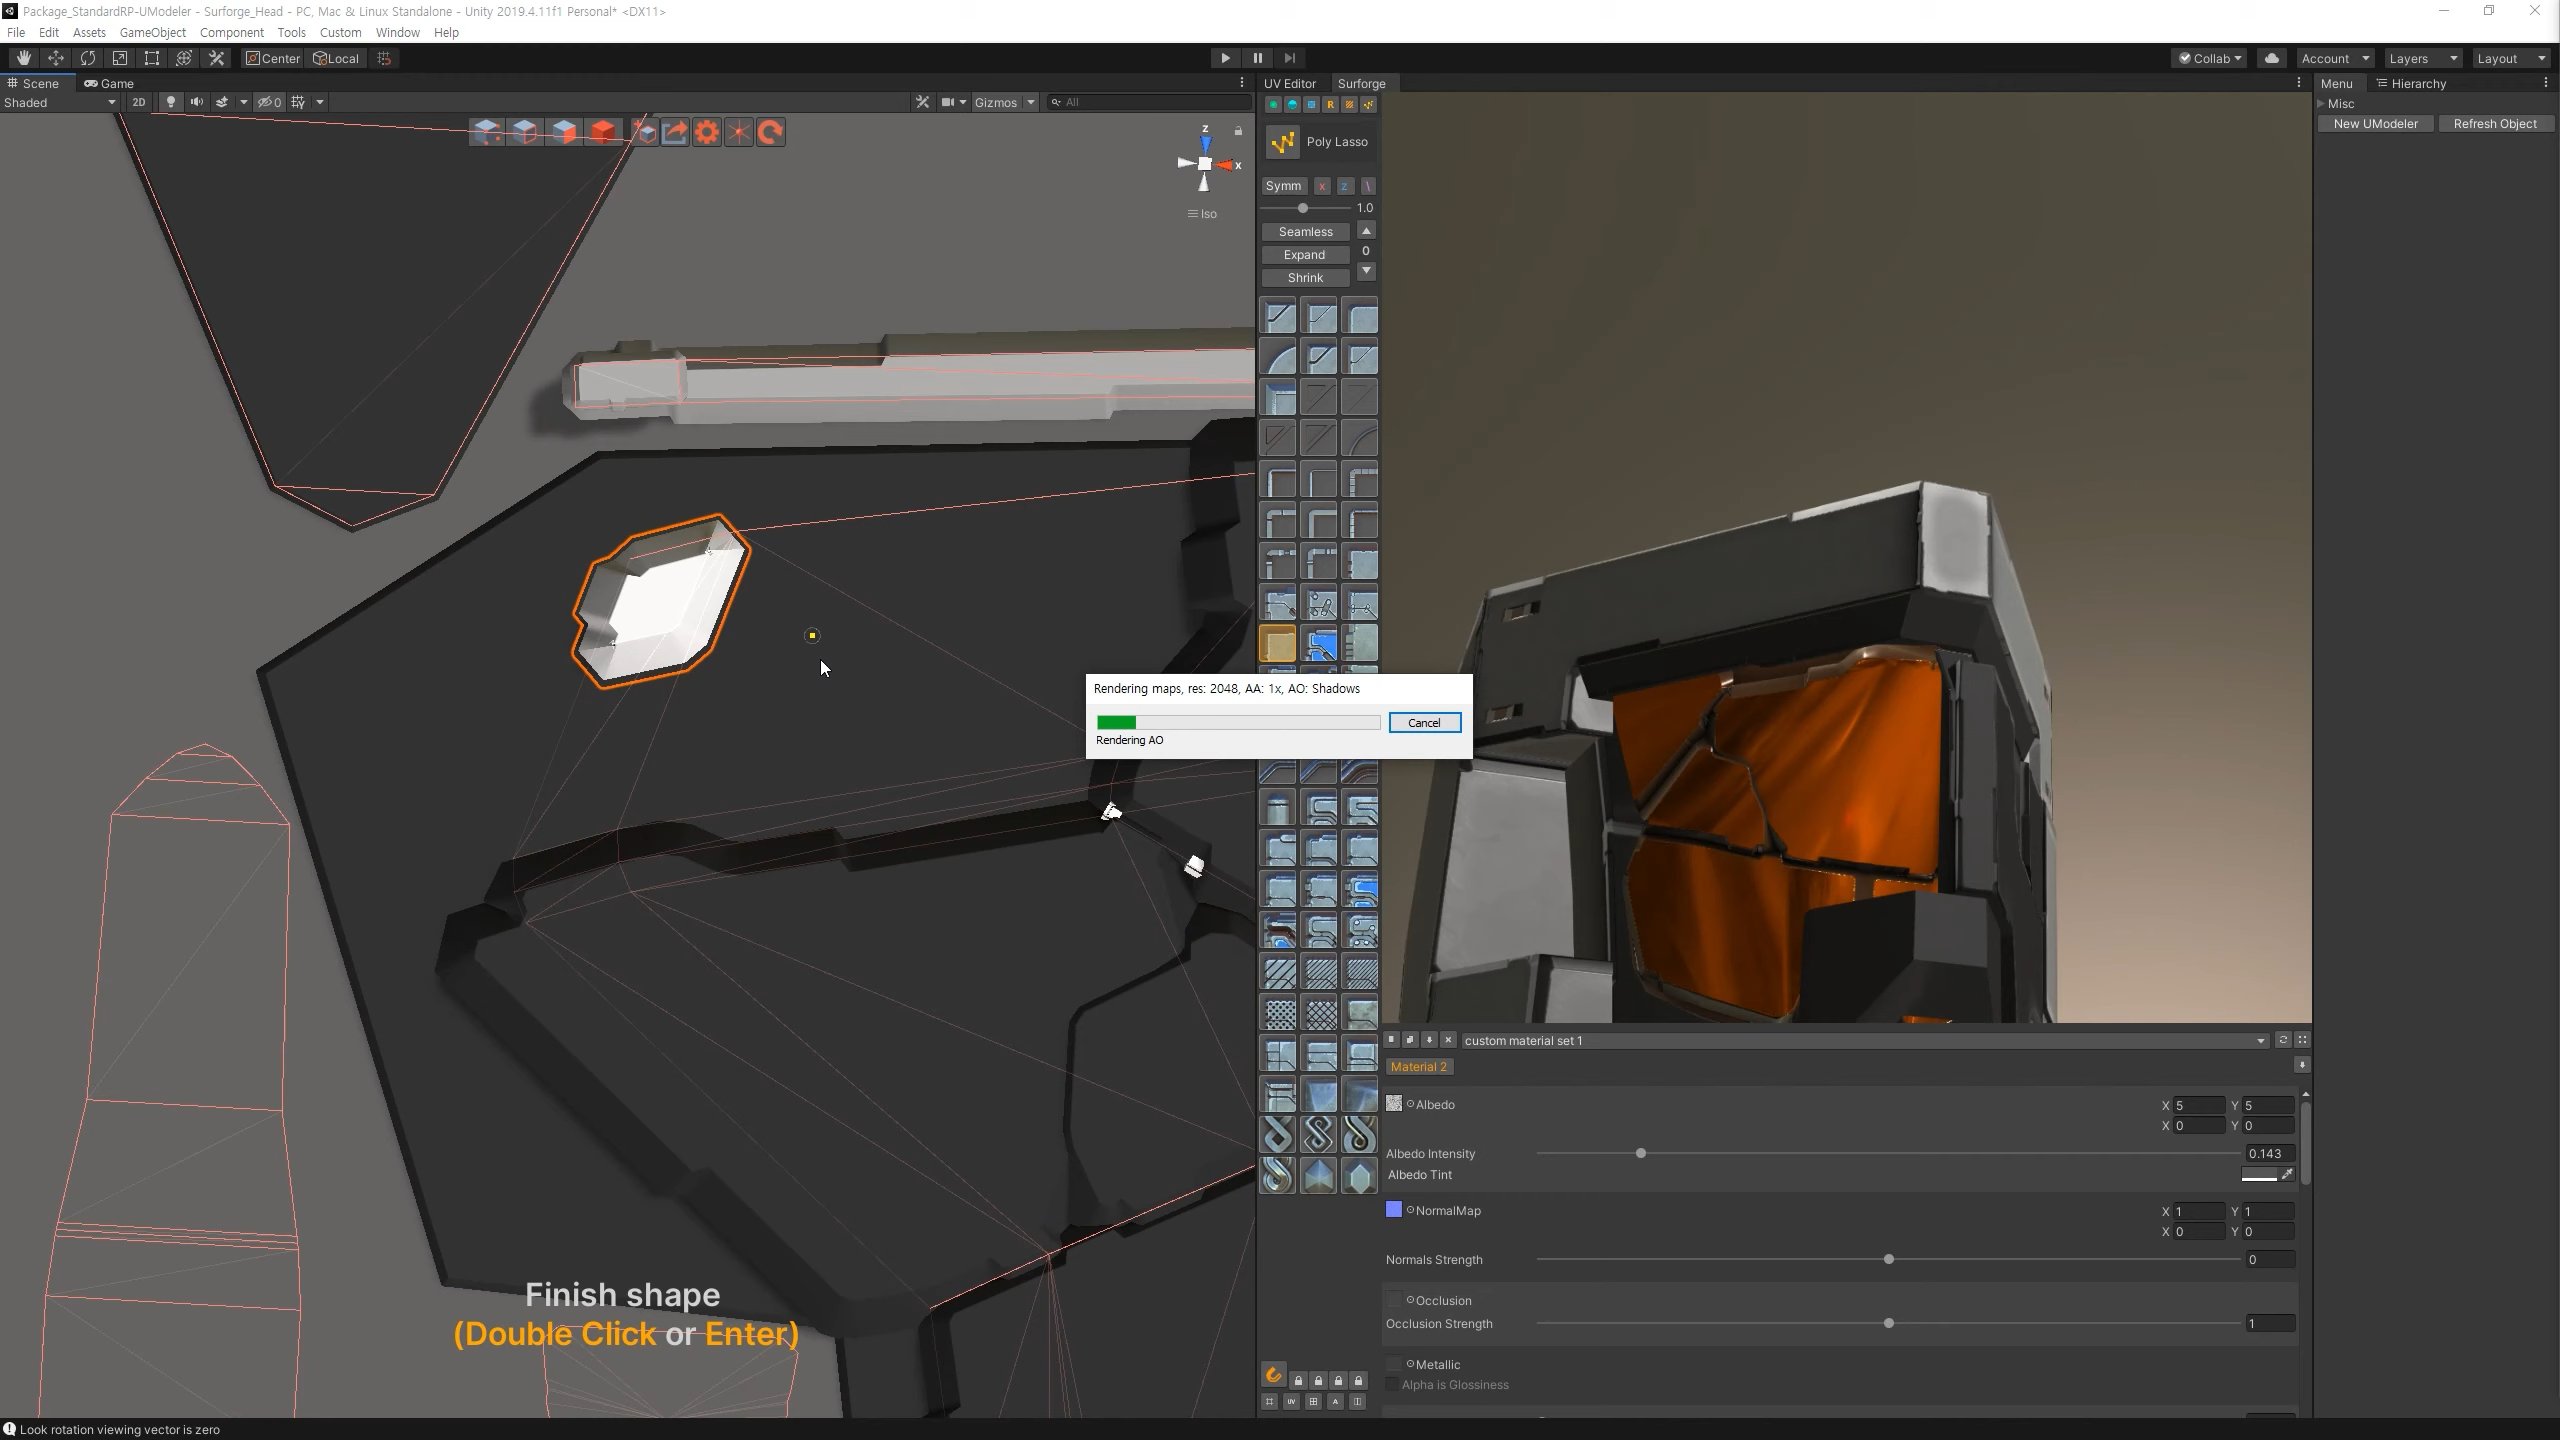 Package_StandardRP-UModeler - Surforge_Head - PC, Mac & Linux Standalone - Unity 2019.4.11f1 Personal* <DX11>
File Edit Assets GameObject Component Tools Custom Window Help
Center Local Collab Account Layers Layout
Scene Game UV Editor Surforge Menu Hierarchy
Shaded 2D 0 Gizmos All
R
Misc
New UModeler Refresh Object
Poly Lasso
z
x
Iso
Symm x z \
1.0
Seamless
Expand 0
Shrink
Rendering maps, res: 2048, AA: 1x, AO: Shadows
Cancel
Rendering AO
custom material set 1
Material 2
Albedo X 5 Y 5
X 0 Y 0
Albedo Intensity 0.143
Albedo Tint
NormalMap X 1 Y 1
X 0 Y 0
Normals Strength 0
Occlusion
Occlusion Strength 1
Metallic
Alpha is Glossiness
UV A
Finish shape
(Double Click or Enter)
Look rotation viewing vector is zero